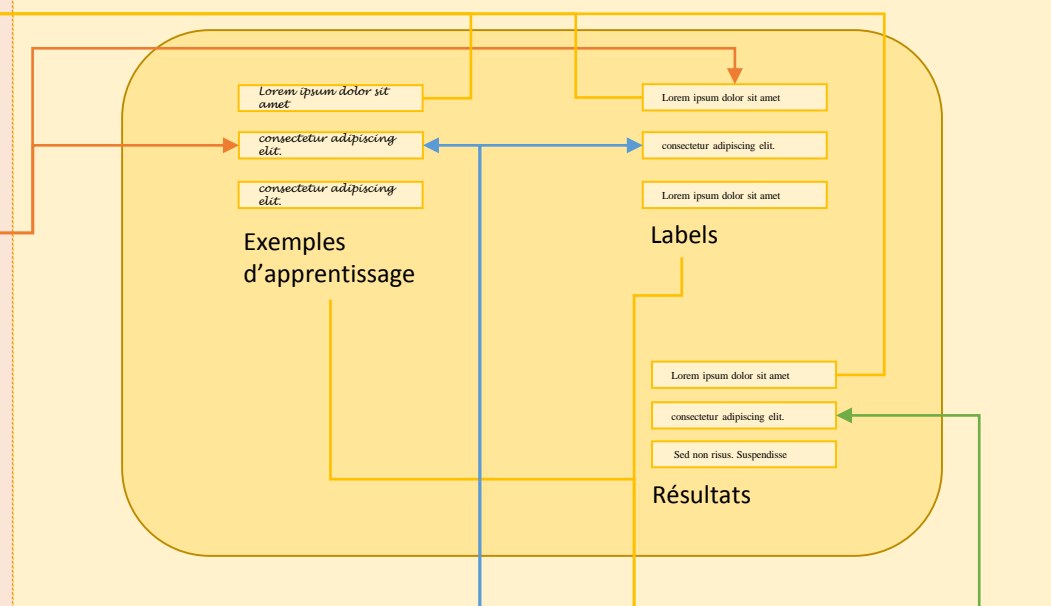 Lorem ipsum dolor sit
amet
consectetur adipiscing
elit.
consectetur adipiscing
elit.
Exemples
d'apprentissage
Lorem ipsum dolor sit amet
consectetur adipiscing elit.
Lorem ipsum dolor sit amet
Labels
Lorem ipsum dolor sit amet
consectetur adipiscing elit.
Sed non risus. Suspendisse
Résultats